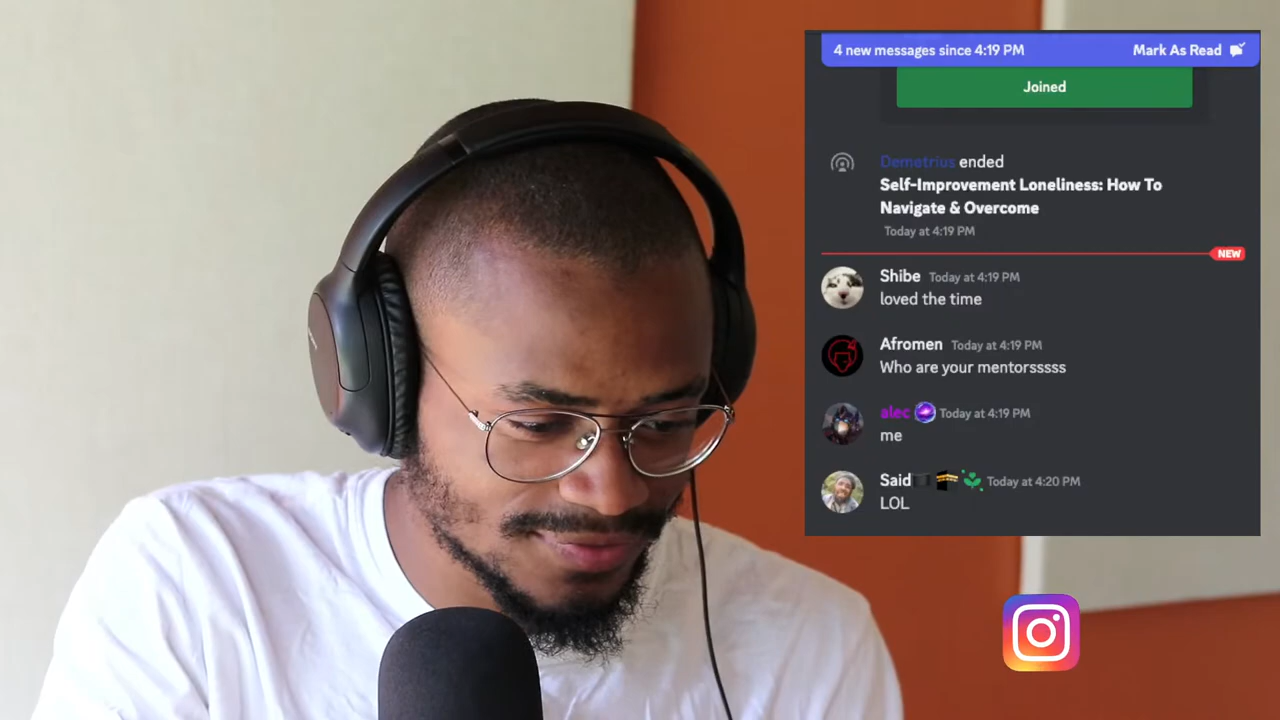 4 new messages since 4:19 PM Mark As Read
Joined
Demetrius ended
Self-Improvement Loneliness: How To
Navigate & Overcome
Today at 4:19 PM
NEW
Shibe Today at 4:19 PM
loved the time
Afromen Today at 4:19 PM
Who are your mentorsssss
alec Today at 4:19 PM
me
Said Today at 4:20 PM
LOL